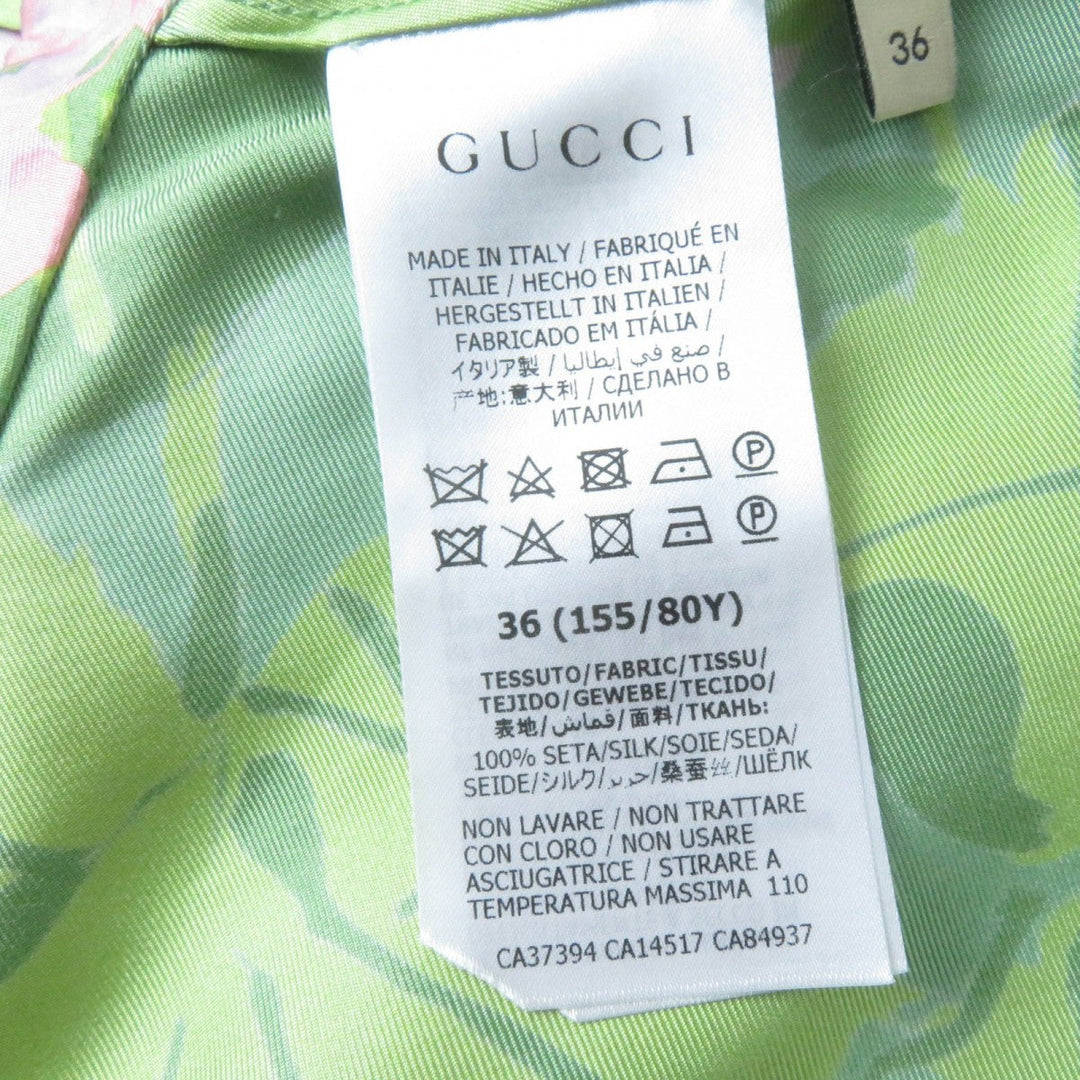 36
GUCCI
MADE IN ITALY / FABRIQUÉ EN
ITALIE / HECHO EN ITALIA /
HERGESTELLT IN ITALIEN /
FABRICADO EM ITÁLIA /
イタリア製 / صنع في إيطاليا /
产地:意大利 / СДЕЛАНО В
ИТАЛИИ
P
P
36 (155/80Y)
TESSUTO/FABRIC/TISSU/
TEJIDO/GEWEBE/TECIDO/
表地/قماش/面料/ТКАНЬ:
100% SETA/SILK/SOIE/SEDA/
SEIDE/シルク/حرير/桑蚕丝/ШЁЛК
NON LAVARE / NON TRATTARE
CON CLORO / NON USARE
ASCIUGATRICE / STIRARE A
TEMPERATURA MASSIMA 110
CA37394 CA14517 CA84937